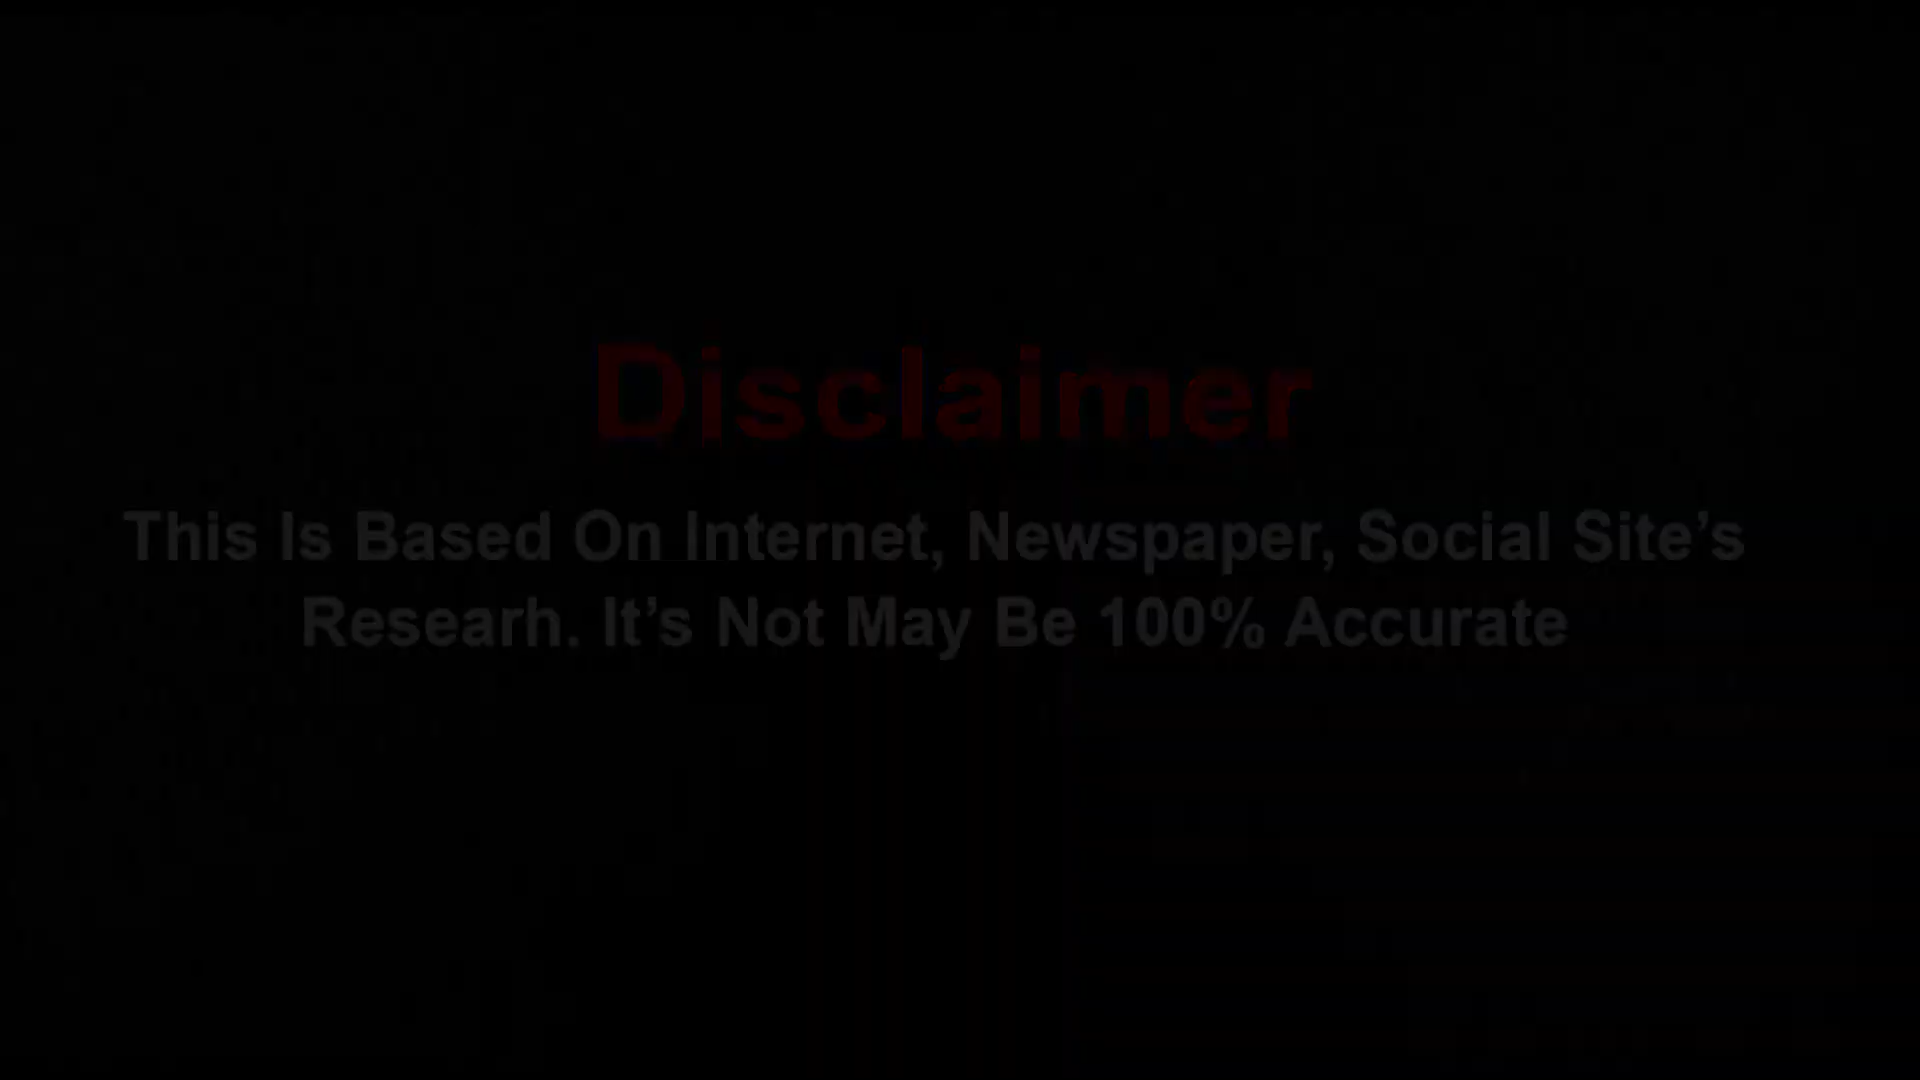 Disclaimer
This Is Based On Internet, Newspaper, Social Site’s
Researh. It’s Not May Be 100% Accurate